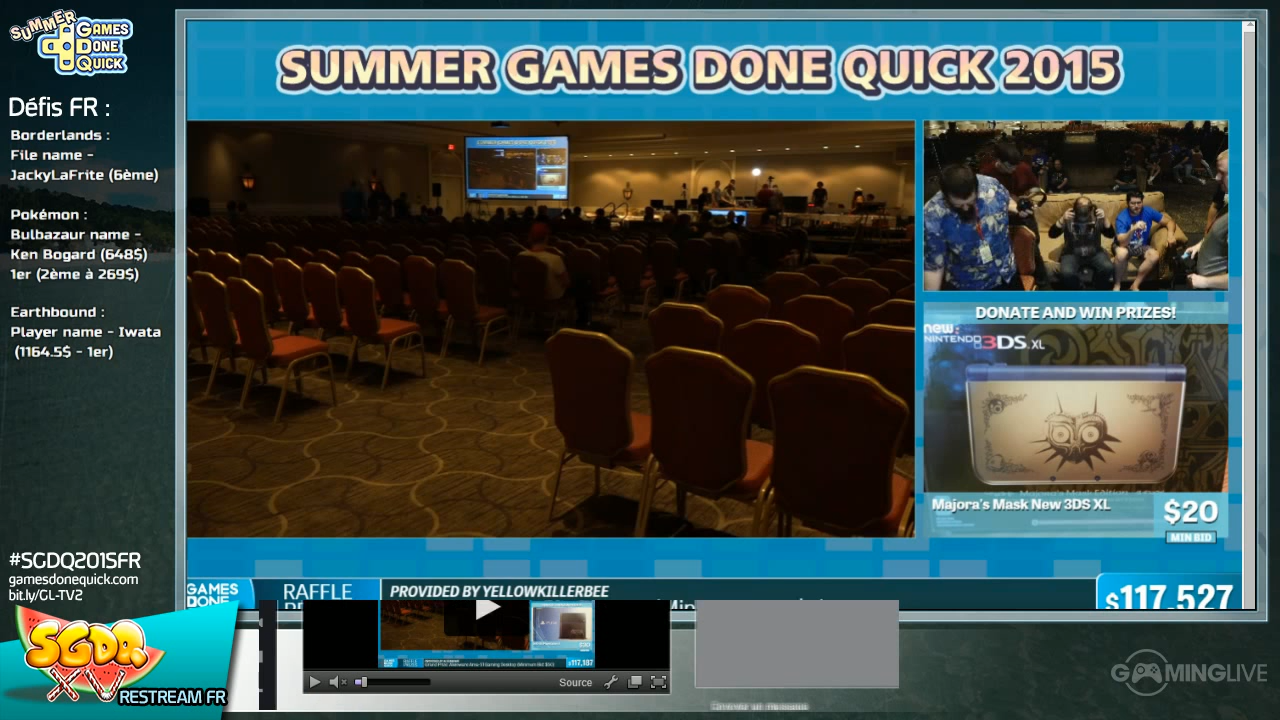 SUMMER
GAMES
DONE
QUICK
Défis FR :
Borderlands :
File name -
JackyLaFrite (6ème)
Pokémon :
Bulbazaur name -
Ken Bogard (648$)
1er (2ème à 269$)
Earthbound :
Player name - Iwata
(1164.5$ - 1er)
#SGDQ2015FR
gamesdonequick.com
bit.ly/GL-TV2
SGDQ
XV
RESTREAM FR
SUMMER GAMES DONE QUICK 2015
DONATE AND WIN PRIZES!
new
NINTENDO 3DS XL
Majora's Mask New 3DS XL
$20
MIN BID
GAMES
DONE
RAFFLE
PROVIDED BY YELLOWKILLERBEE
$117,527
$117,187
Source
GAMINGLIVE